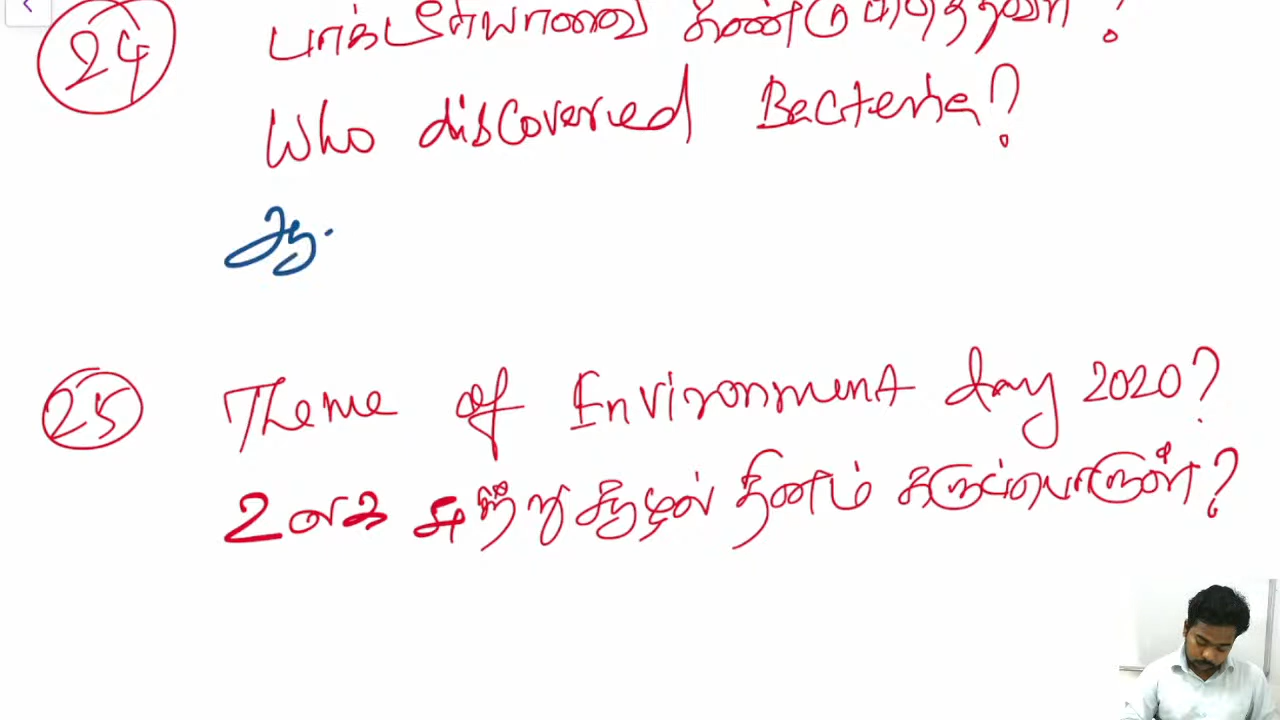 24 பாக்டீரியாவை கண்டுபிடித்தவர் ?
Who discovered Bacteria?
ஆ.
25 Theme of Environment day 2020?
உலக சுற்றுசூழல் தினம் கருப்பொருள்?